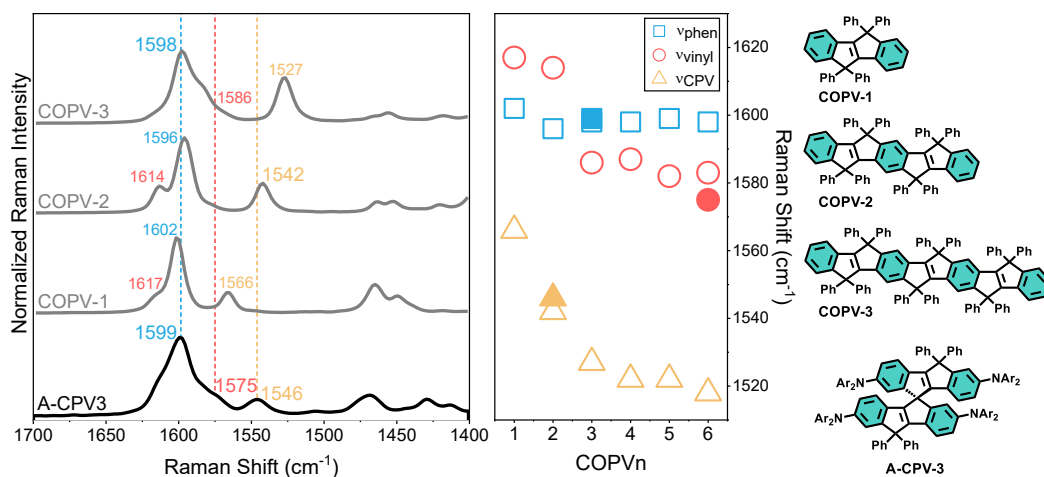 Normalized Raman Intensity
1598
1527
1586
COPV-3
1596
1614
1542
COPV-2
1602
1617
1566
COPV-1
1599
1575
1546
A-CPV3
1700 1650 1600 1550 1500 1450 1400
Raman Shift (cm-1)
νphen
νvinyl
νCPV
1620
1600
1580
1560
1540
1520
Raman Shift (cm-1)
1 2 3 4 5 6
COPVn
Ph Ph
Ph Ph
COPV-1
Ph Ph Ph Ph
Ph Ph Ph Ph
COPV-2
Ph Ph Ph Ph Ph Ph
Ph Ph Ph Ph Ph Ph
COPV-3
Ph Ph
Ar2N NAr2
Ar2N NAr2
Ph Ph
A-CPV-3